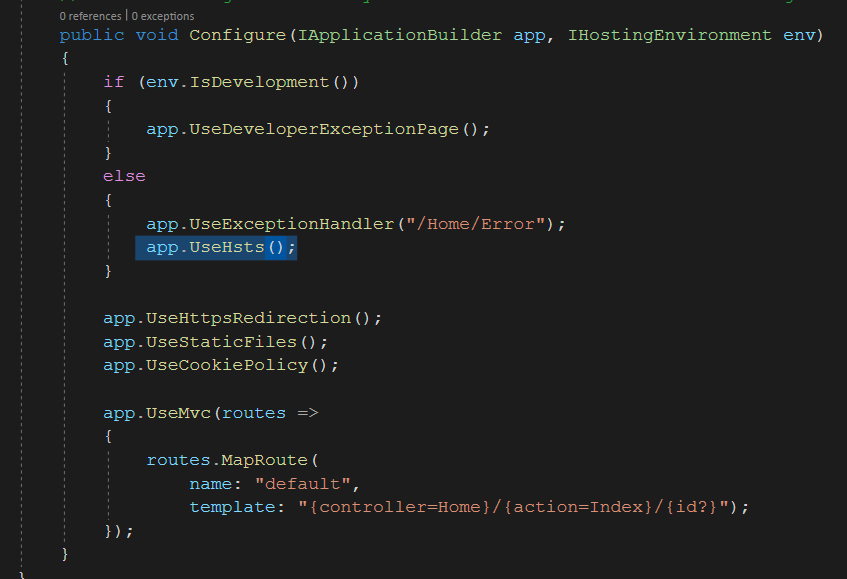 0 references | 0 exceptions
public void Configure(IApplicationBuilder app, IHostingEnvironment env)
{
if (env.IsDevelopment())
{
app.UseDeveloperExceptionPage();
}
else
{
app.UseExceptionHandler("/Home/Error");
app.UseHsts();
}
app.UseHttpsRedirection();
app.UseStaticFiles();
app.UseCookiePolicy();
app.UseMvc(routes =>
{
routes.MapRoute(
name: "default",
template: "{controller=Home}/{action=Index}/{id?}");
});
}